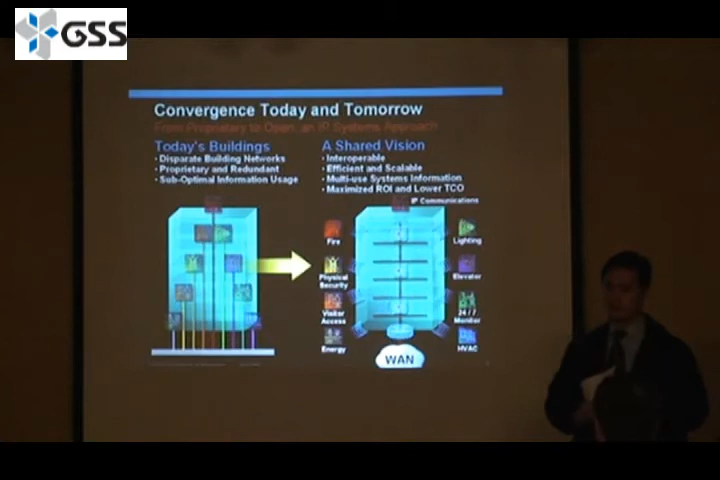 GSS
Convergence Today and Tomorrow
From Proprietary to Open, an IP Systems Approach
Today's Buildings
• Disparate Building Networks
• Proprietary and Redundant
• Sub-Optimal Information Usage
A Shared Vision
• Interoperable
• Efficient and Scalable
• Multi-use Systems Information
• Maximized ROI and Lower TCO
IP Communications
Fire
Physical
Security
Visitor
Access
Energy
Lighting
Elevator
24 / 7
Monitor
HVAC
WAN